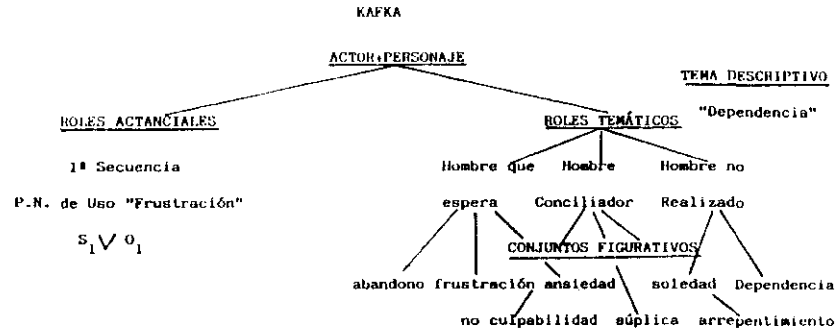 KAFKA
ACTOR+PERSONAJE
TEMA DESCRIPTIVO
"Dependencia"
ROLES ACTANCIALES
ROLES TEMÁTICOS
1ª Secuencia
Hombre que Hombre Hombre no
P.N. de Uso "Frustración"
espera Conciliador Realizado
S1 V O1
CONJUNTOS FIGURATIVOS
abandono frustración ansiedad soledad Dependencia
no culpabilidad súplica arrepentimiento